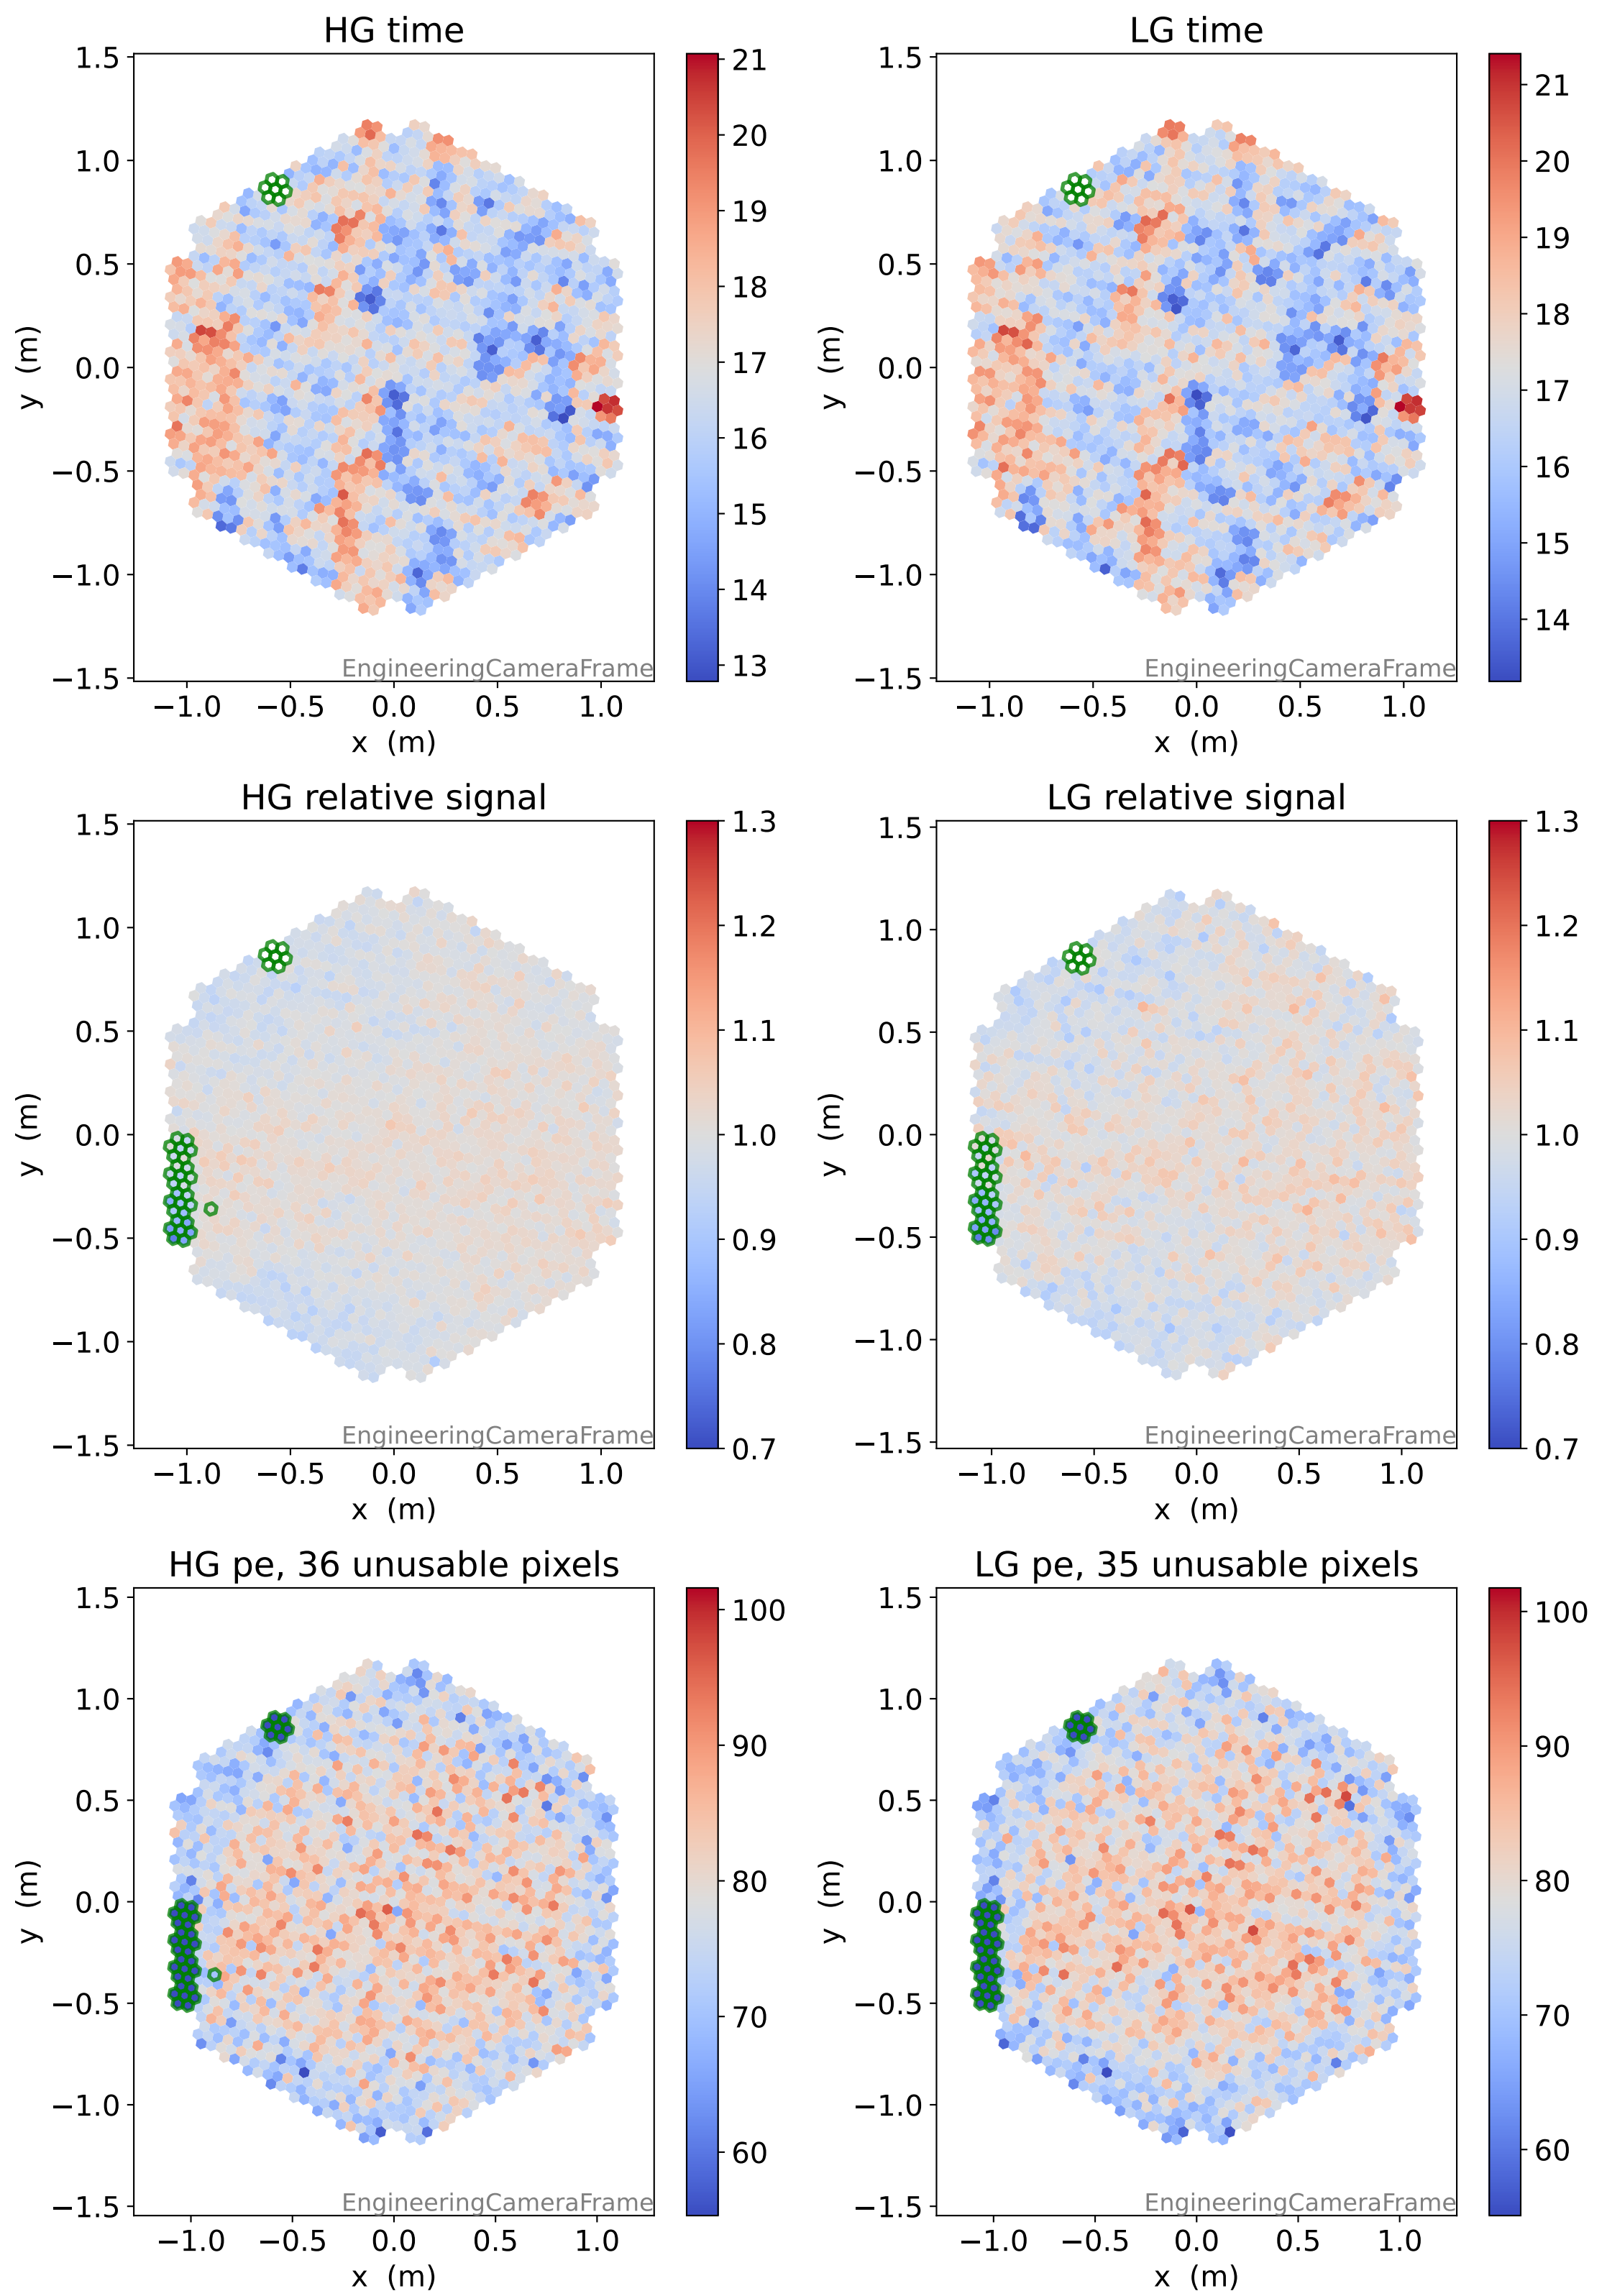 HG time
1.5
1.0
0.5
0.0
−0.5
−1.0
−1.5
y (m)
−1.0 −0.5 0.0 0.5 1.0
x (m)
EngineeringCameraFrame
21
20
19
18
17
16
15
14
13
LG time
1.5
1.0
0.5
0.0
−0.5
−1.0
−1.5
y (m)
−1.0 −0.5 0.0 0.5 1.0
x (m)
EngineeringCameraFrame
21
20
19
18
17
16
15
14
HG relative signal
1.5
1.0
0.5
0.0
−0.5
−1.0
−1.5
y (m)
−1.0 −0.5 0.0 0.5 1.0
x (m)
EngineeringCameraFrame
1.3
1.2
1.1
1.0
0.9
0.8
0.7
LG relative signal
1.5
1.0
0.5
0.0
−0.5
−1.0
−1.5
y (m)
−1.0 −0.5 0.0 0.5 1.0
x (m)
EngineeringCameraFrame
1.3
1.2
1.1
1.0
0.9
0.8
0.7
HG pe, 36 unusable pixels
1.5
1.0
0.5
0.0
−0.5
−1.0
−1.5
y (m)
−1.0 −0.5 0.0 0.5 1.0
x (m)
EngineeringCameraFrame
100
90
80
70
60
LG pe, 35 unusable pixels
1.5
1.0
0.5
0.0
−0.5
−1.0
−1.5
y (m)
−1.0 −0.5 0.0 0.5 1.0
x (m)
EngineeringCameraFrame
100
90
80
70
60